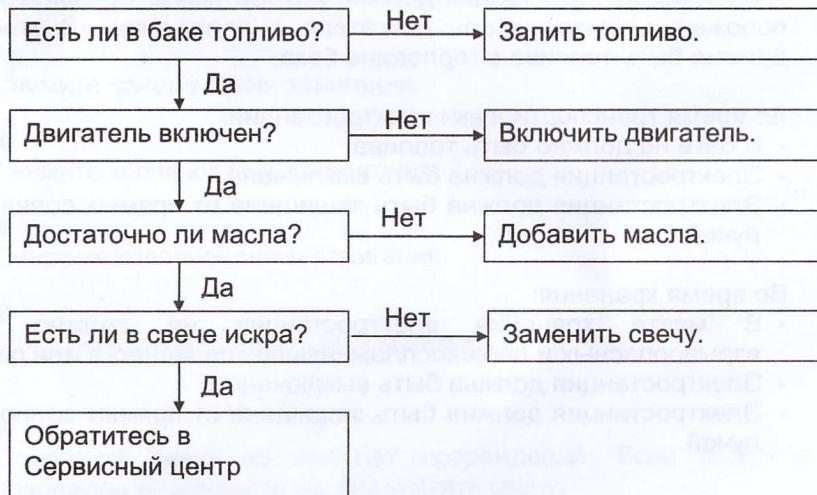 Есть ли в баке топливо?
Нет
Залить топливо.
Да
Двигатель включен?
Нет
Включить двигатель.
Да
Достаточно ли масла?
Нет
Добавить масла.
Да
Есть ли в свече искра?
Нет
Заменить свечу.
Да
Обратитесь в
Сервисный центр